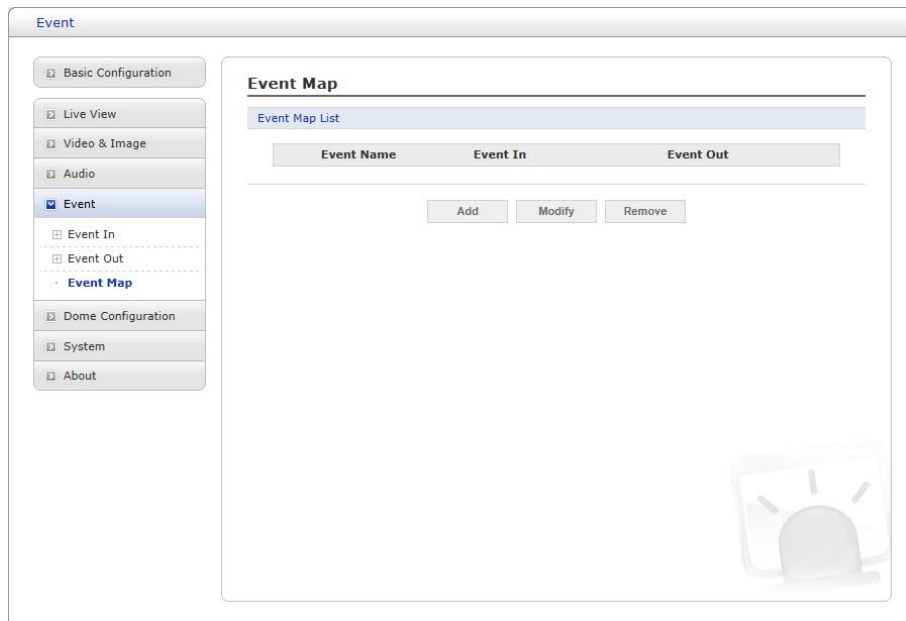 Event
Basic Configuration
Live View
Video & Image
Audio
Event
Event In
Event Out
Event Map
Dome Configuration
System
About
Event Map
Event Map List
Event Name Event In Event Out
Add Modify Remove